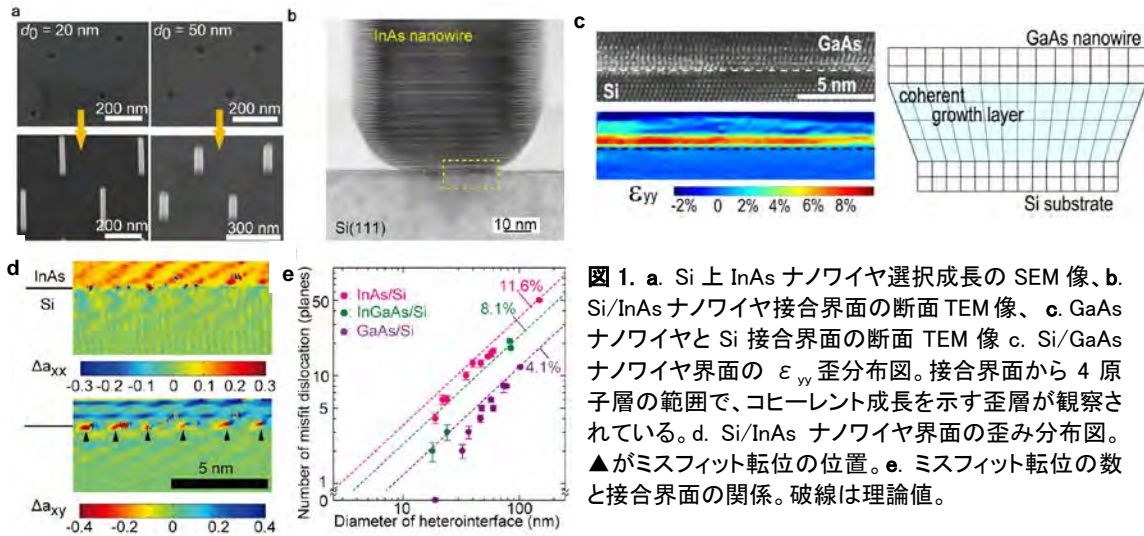 a
d0 = 20 nm
d0 = 50 nm
200 nm
200 nm
200 nm
300 nm
b
InAs nanowire
Si(111)
10 nm
c
GaAs
Si
5 nm
εyy
-2% 0 2% 4% 6% 8%
GaAs nanowire
coherent
growth layer
Si substrate
d
InAs
Si
Δaxx
-0.3 -0.1 0 0.1 0.3
5 nm
Δaxy
-0.4 -0.2 0 0.2 0.4
e
Number of misfit dislocation (planes)
50
10
5
1
0
InAs/Si
InGaAs/Si
GaAs/Si
11.6%
8.1%
4.1%
10
100
Diameter of heterointerface (nm)
図 1. a. Si 上 InAs ナノワイヤ選択成長の SEM 像、b.
Si/InAs ナノワイヤ接合界面の断面 TEM 像、 c. GaAs
ナノワイヤと Si 接合界面の断面 TEM 像 c. Si/GaAs
ナノワイヤ界面の εyy 歪分布図。接合界面から 4 原
子層の範囲で、コヒーレント成長を示す歪層が観察さ
れている。d. Si/InAs ナノワイヤ界面の歪み分布図。
▲がミスフィット転位の位置。e. ミスフィット転位の数
と接合界面の関係。破線は理論値。